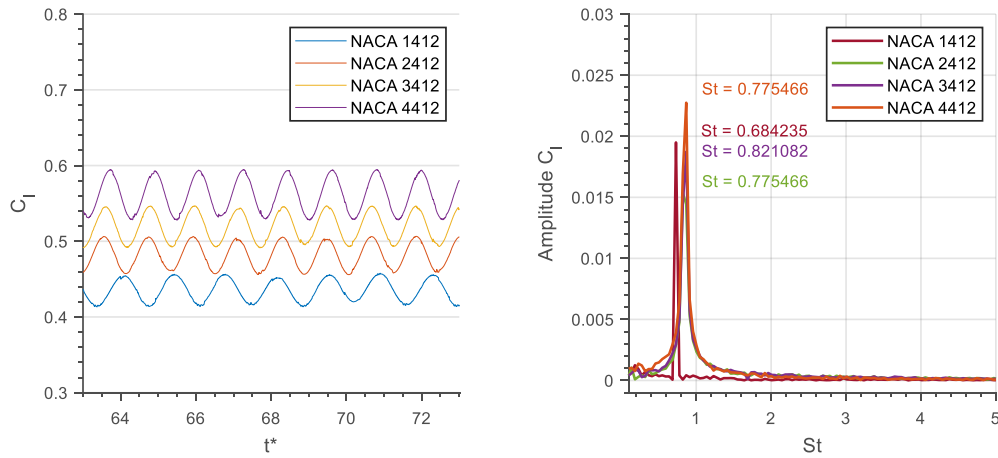 0.8
0.7
0.6
0.5
0.4
0.3
64
66
68
70
72
t*
C_l
NACA 1412
NACA 2412
NACA 3412
NACA 4412
0.03
0.025
0.02
0.015
0.01
0.005
0
1
2
3
4
5
St
Amplitude C_l
NACA 1412
NACA 2412
NACA 3412
NACA 4412
St = 0.775466
St = 0.684235
St = 0.821082
St = 0.775466